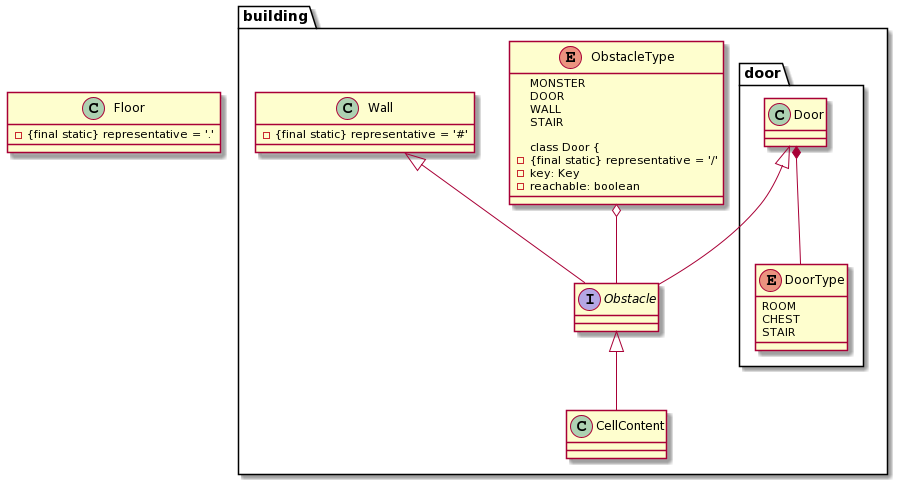 building
E ObstacleType
MONSTER
DOOR
WALL
STAIR
class Door {
{final static} representative = '/'
key: Key
reachable: boolean
door
C Door
C Floor
{final static} representative = '.'
C Wall
{final static} representative = '#'
E DoorType
ROOM
CHEST
STAIR
I Obstacle
C CellContent